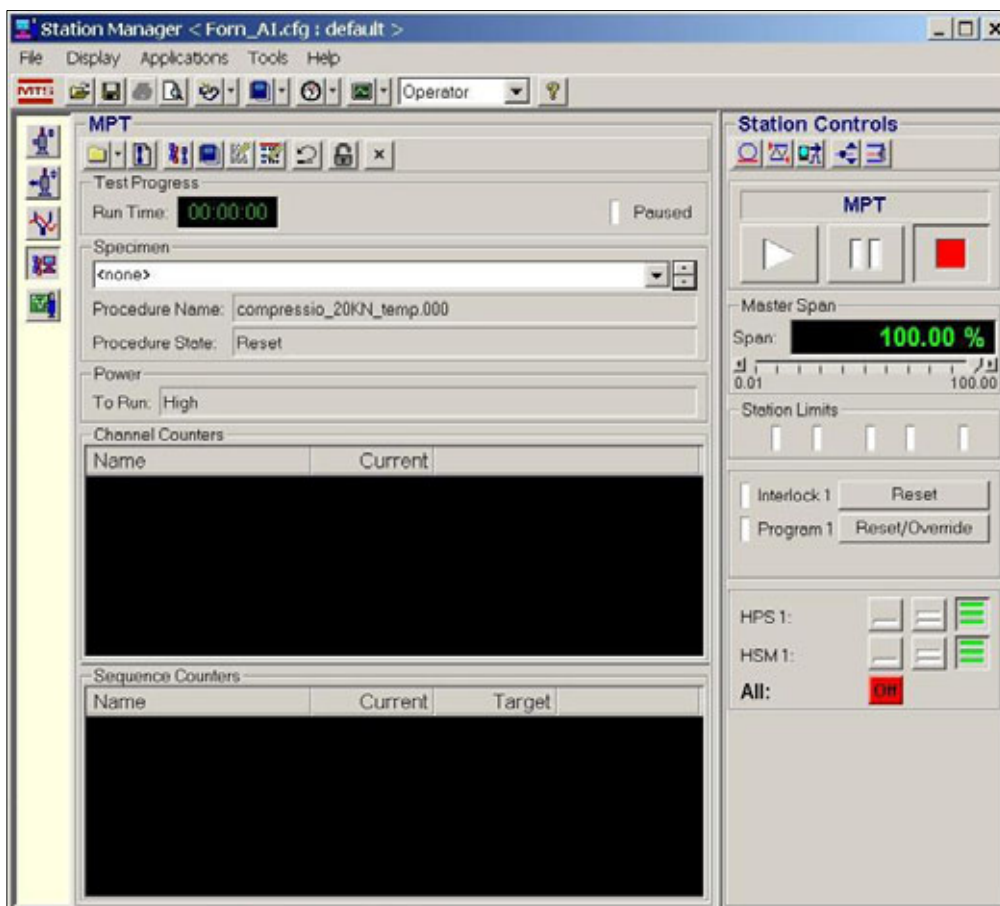 Station Manager < Forn_AI.cfg : default >
File Display Applications Tools Help
MTS Operator
MPT
Test Progress
Run Time: 00:00:00 Paused
Specimen
<none>
Procedure Name: compressio_20KN_temp.000
Procedure State: Reset
Power
To Run: High
Channel Counters
Name Current
Sequence Counters
Name Current Target
Station Controls
MPT
Master Span
Span: 100.00 %
0.01 100.00
Station Limits
Interlock 1 Reset
Program 1 Reset/Override
HPS 1:
HSM 1:
All: Off